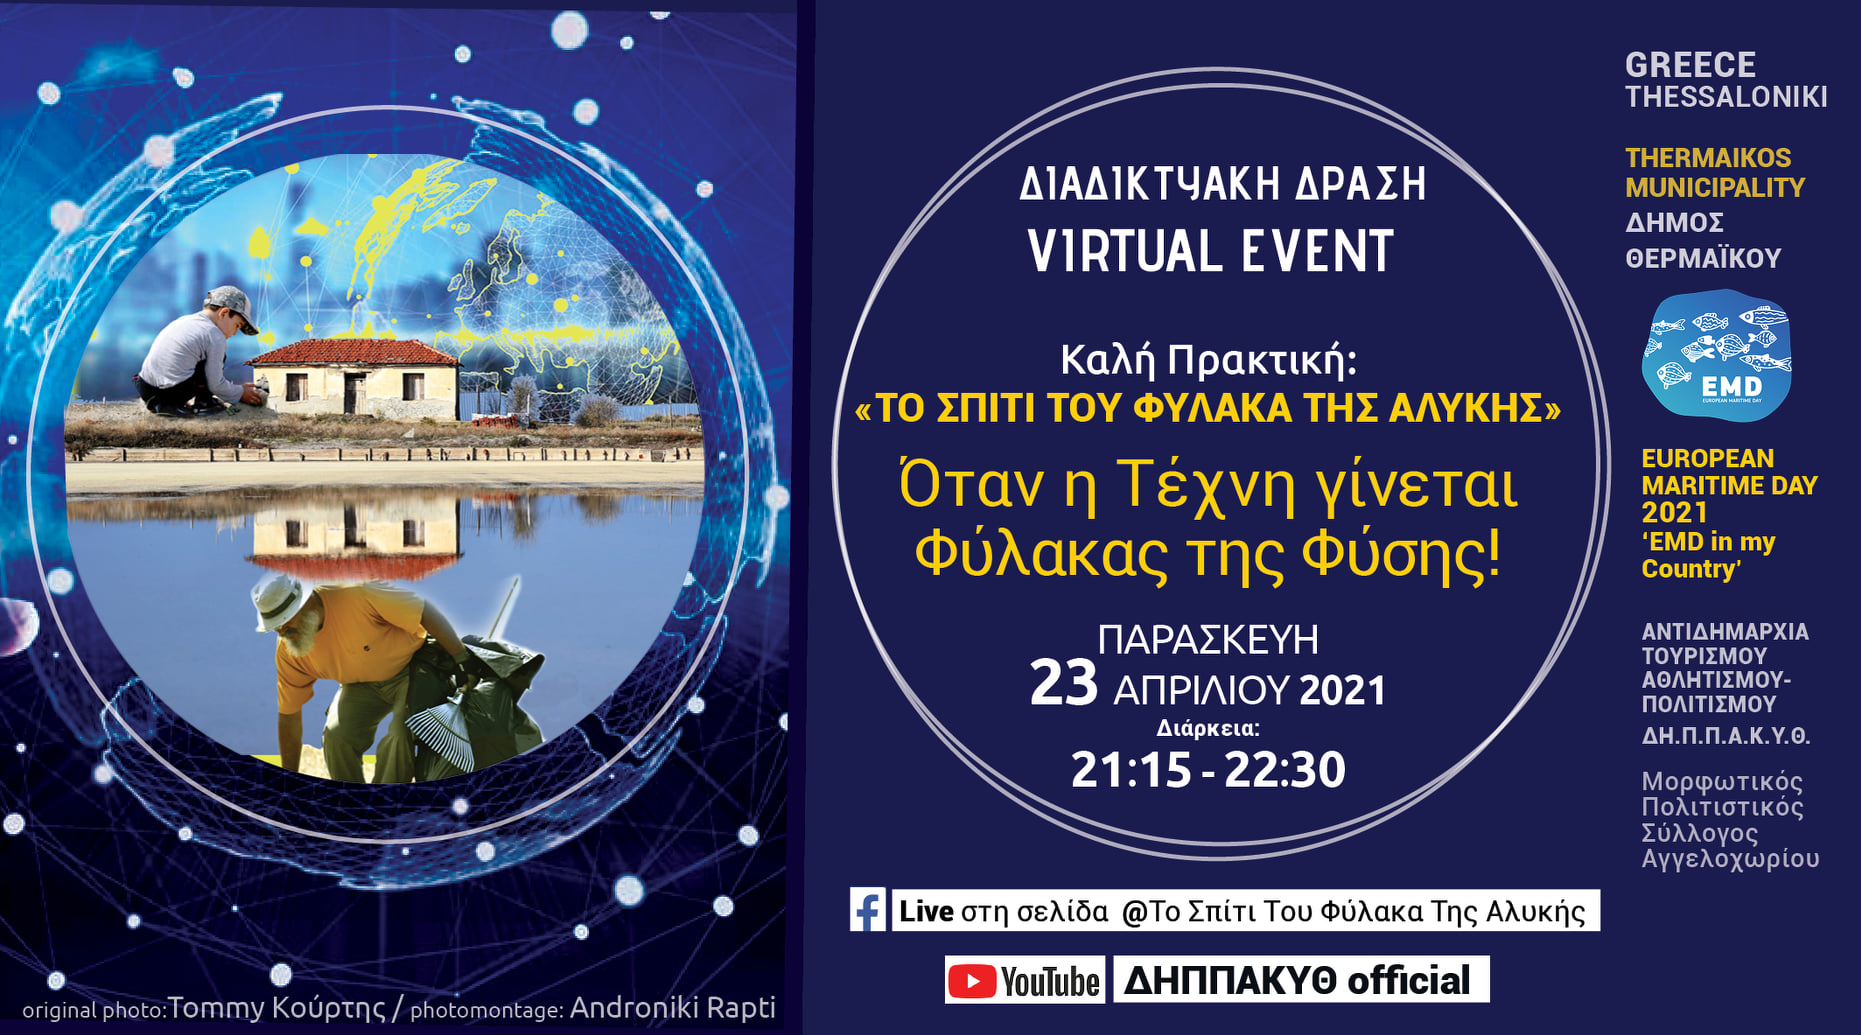 ΔΙΑΔΙΚΤΥΑΚΗ ΔΡΑΣΗ
VIRTUAL EVENT
Καλή Πρακτική:
«ΤΟ ΣΠΙΤΙ ΤΟΥ ΦΥΛΑΚΑ ΤΗΣ ΑΛΥΚΗΣ»
Όταν η Τέχνη γίνεται
Φύλακας της Φύσης!
ΠΑΡΑΣΚΕΥΗ
23 ΑΠΡΙΛΙΟΥ 2021
Διάρκεια:
21:15 - 22:30
Live στη σελίδα @Το Σπίτι Του Φύλακα Της Αλυκής
YouTube ΔΗΠΠΑΚΥΘ official
GREECE
THESSALONIKI
THERMAIKOS
MUNICIPALITY
ΔΗΜΟΣ
ΘΕΡΜΑΪΚΟΥ
EMD
EUROPEAN MARITIME DAY
EUROPEAN
MARITIME DAY
2021
‘EMD in my
Country’
ΑΝΤΙΔΗΜΑΡΧΙΑ
ΤΟΥΡΙΣΜΟΥ
ΑΘΛΗΤΙΣΜΟΥ-
ΠΟΛΙΤΙΣΜΟΥ
ΔΗ.Π.Π.Α.Κ.Υ.Θ.
Μορφωτικός
Πολιτιστικός
Σύλλογος
Αγγελοχωρίου
original photo:Tommy Κούρτης / photomontage: Androniki Rapti